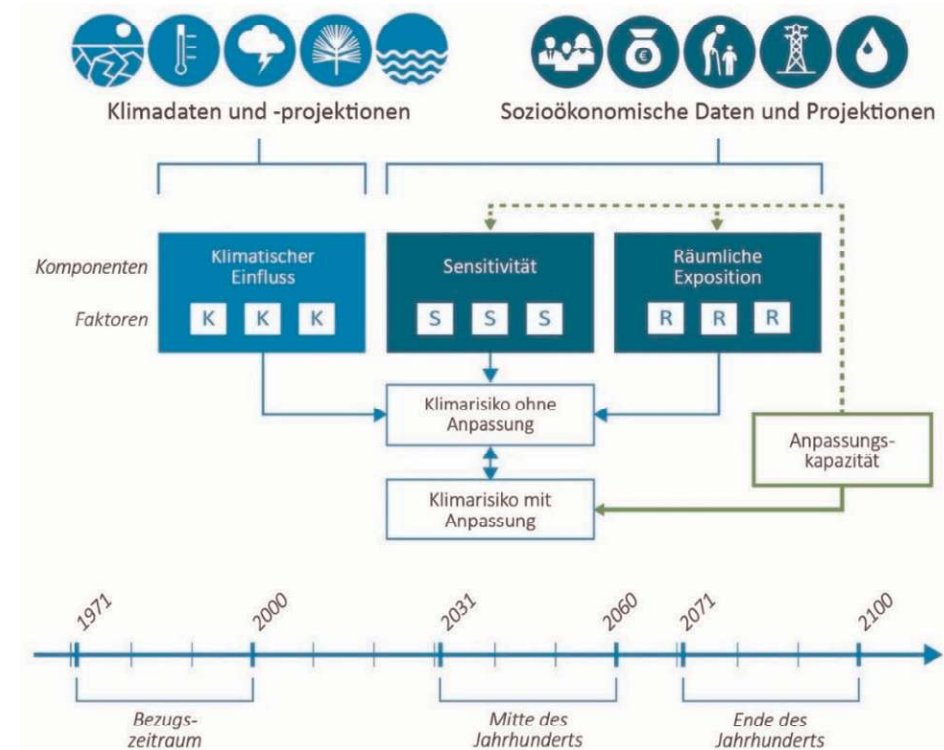 €
Klimadaten und -projektionen
Sozioökonomische Daten und Projektionen
Komponenten
Klimatischer
Einfluss
Sensitivität
Räumliche
Exposition
Faktoren
K K K
S S S
R R R
Klimarisiko ohne
Anpassung
Anpassungs-
kapazität
Klimarisiko mit
Anpassung
1971
2000
2031
2060
2071
2100
Bezugs-
zeitraum
Mitte des
Jahrhunderts
Ende des
Jahrhunderts